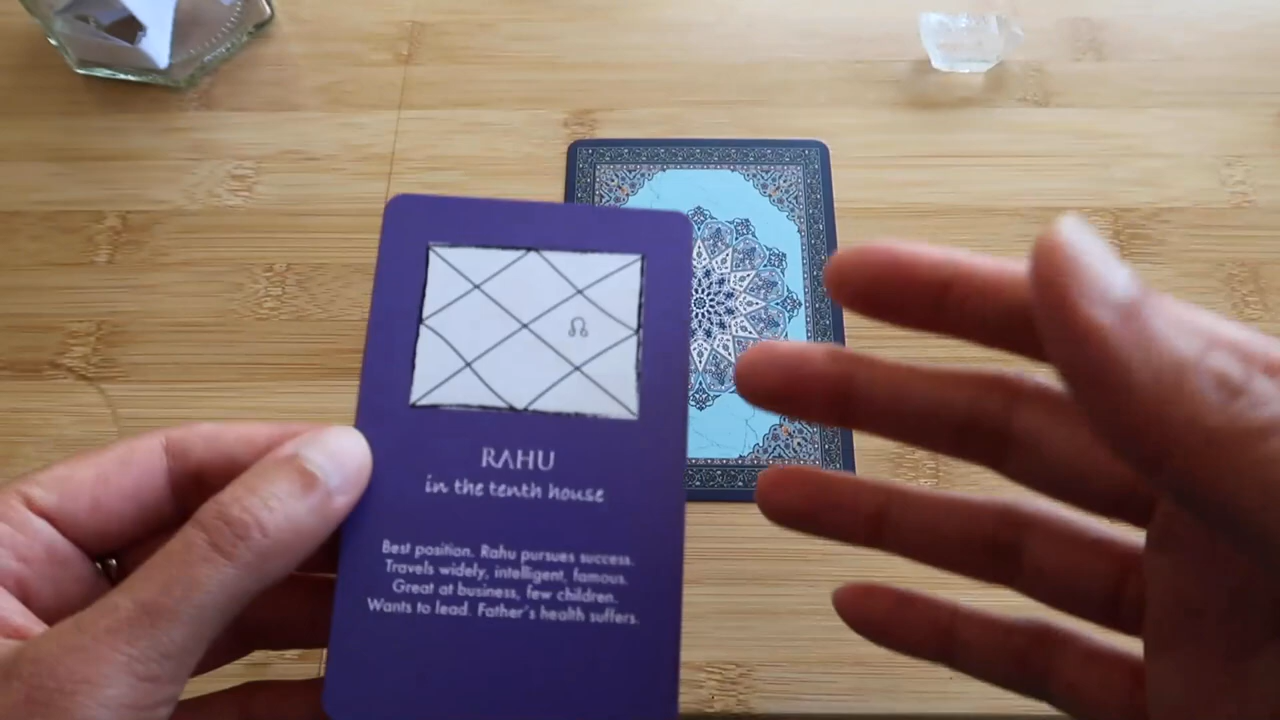 RAHU
in the tenth house
Best position. Rahu pursues success.
Travels widely, intelligent, famous.
Great at business, few children.
Wants to lead. Father's health suffers.